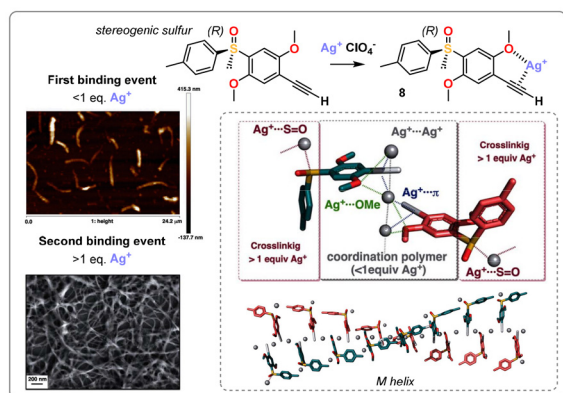 stereogenic sulfur
(R)
O
S
O
O
H
Ag⁺ ClO₄⁻
(R)
O
S
O
Ag⁺
O
H
8
First binding event
<1 eq. Ag⁺
415.3 nm
0.0
1: height
24.2 µm
-137.7 nm
Second binding event
>1 eq. Ag⁺
200 nm
Ag⁺···S=O
Ag⁺···Ag⁺
Crosslinkig
> 1 equiv Ag⁺
Ag⁺···π
Ag⁺···OMe
Crosslinkig
> 1 equiv Ag⁺
coordination polymer
(<1equiv Ag⁺)
Ag⁺···S=O
M helix